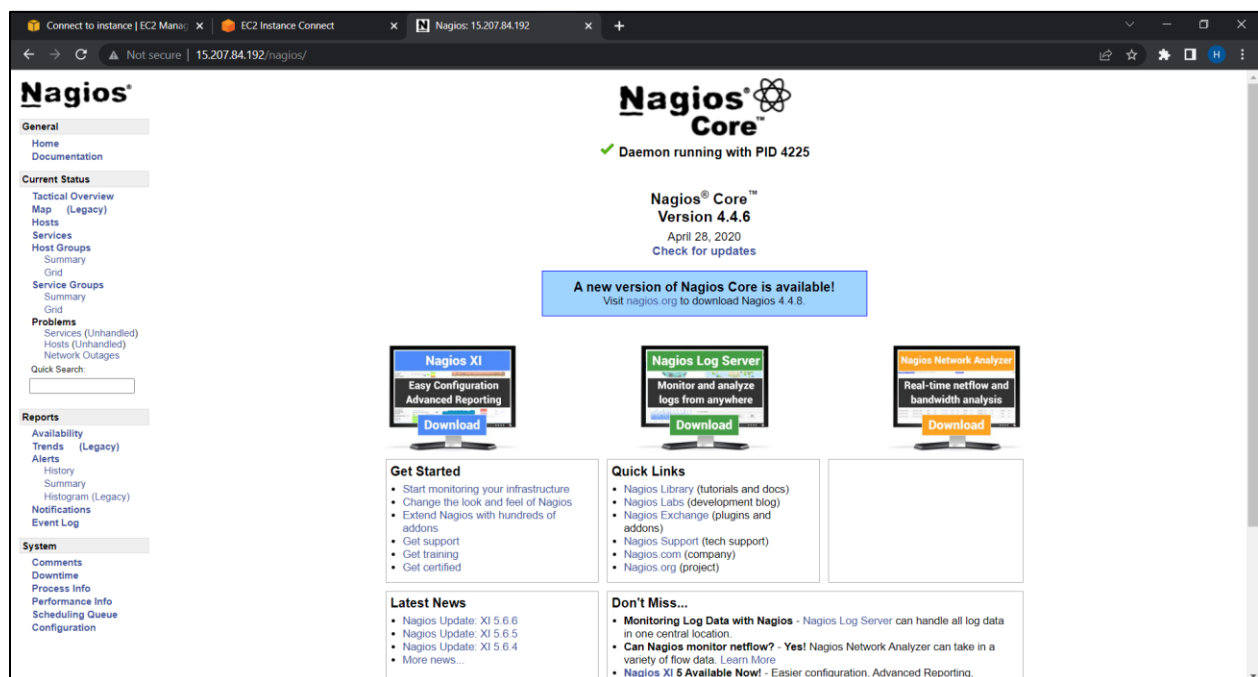 Connect to instance | EC2 Manag
EC2 Instance Connect
Nagios: 15.207.84.192
Not secure | 15.207.84.192/nagios/
H
Nagios®
General
Home
Documentation
Current Status
Tactical Overview
Map (Legacy)
Hosts
Services
Host Groups
Summary
Grid
Service Groups
Summary
Grid
Problems
Services (Unhandled)
Hosts (Unhandled)
Network Outages
Quick Search:
Reports
Availability
Trends (Legacy)
Alerts
History
Summary
Histogram (Legacy)
Notifications
Event Log
System
Comments
Downtime
Process Info
Performance Info
Scheduling Queue
Configuration
Nagios®
Core™
Daemon running with PID 4225
Nagios® Core™
Version 4.4.6
April 28, 2020
Check for updates
A new version of Nagios Core is available!
Visit nagios.org to download Nagios 4.4.8.
Nagios XI
Easy Configuration
Advanced Reporting
Download
Nagios Log Server
Monitor and analyze
logs from anywhere
Download
Nagios Network Analyzer
Real-time netflow and
bandwidth analysis
Download
Get Started
• Start monitoring your infrastructure
• Change the look and feel of Nagios
• Extend Nagios with hundreds of
addons
• Get support
• Get training
• Get certified
Quick Links
• Nagios Library (tutorials and docs)
• Nagios Labs (development blog)
• Nagios Exchange (plugins and
addons)
• Nagios Support (tech support)
• Nagios.com (company)
• Nagios.org (project)
Latest News
• Nagios Update: XI 5.6.6
• Nagios Update: XI 5.6.5
• Nagios Update: XI 5.6.4
• More news...
Don't Miss...
• Monitoring Log Data with Nagios - Nagios Log Server can handle all log data
in one central location.
• Can Nagios monitor netflow? - Yes! Nagios Network Analyzer can take in a
variety of flow data. Learn More
• Nagios XI 5 Available Now! - Easier configuration, Advanced Reporting,